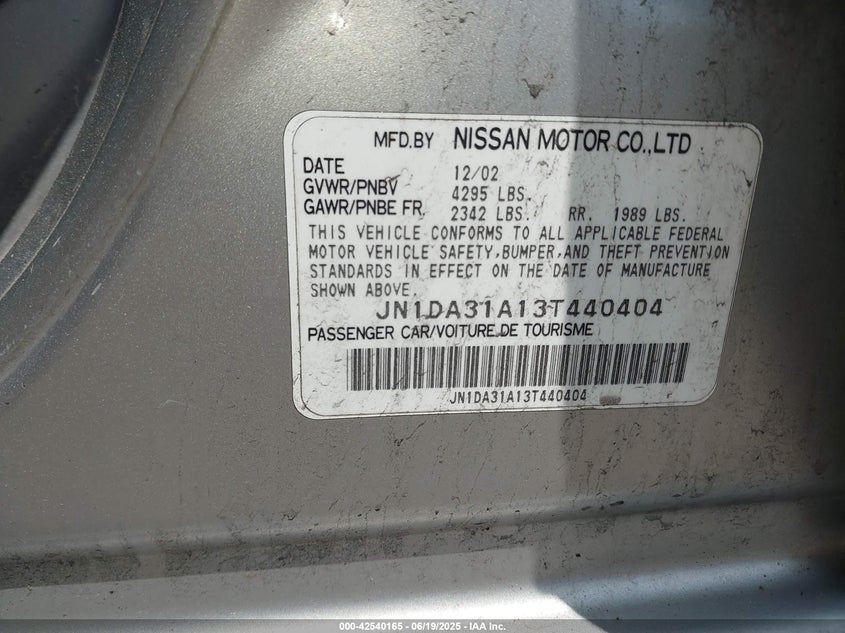 MFD.BY NISSAN MOTOR CO.,LTD
DATE 12/02
GVWR/PNBV 4295 LBS.
GAWR/PNBE FR. 2342 LBS. RR. 1989 LBS.
THIS VEHICLE CONFORMS TO ALL APPLICABLE FEDERAL
MOTOR VEHICLE SAFETY, BUMPER, AND THEFT PREVENTION
STANDARDS IN EFFECT ON THE DATE OF MANUFACTURE
SHOWN ABOVE.
JN1DA31A13T440404
PASSENGER CAR/VOITURE DE TOURISME
JN1DA31A13T440404
000-42540165 - 06/19/2025 - IAA Inc.